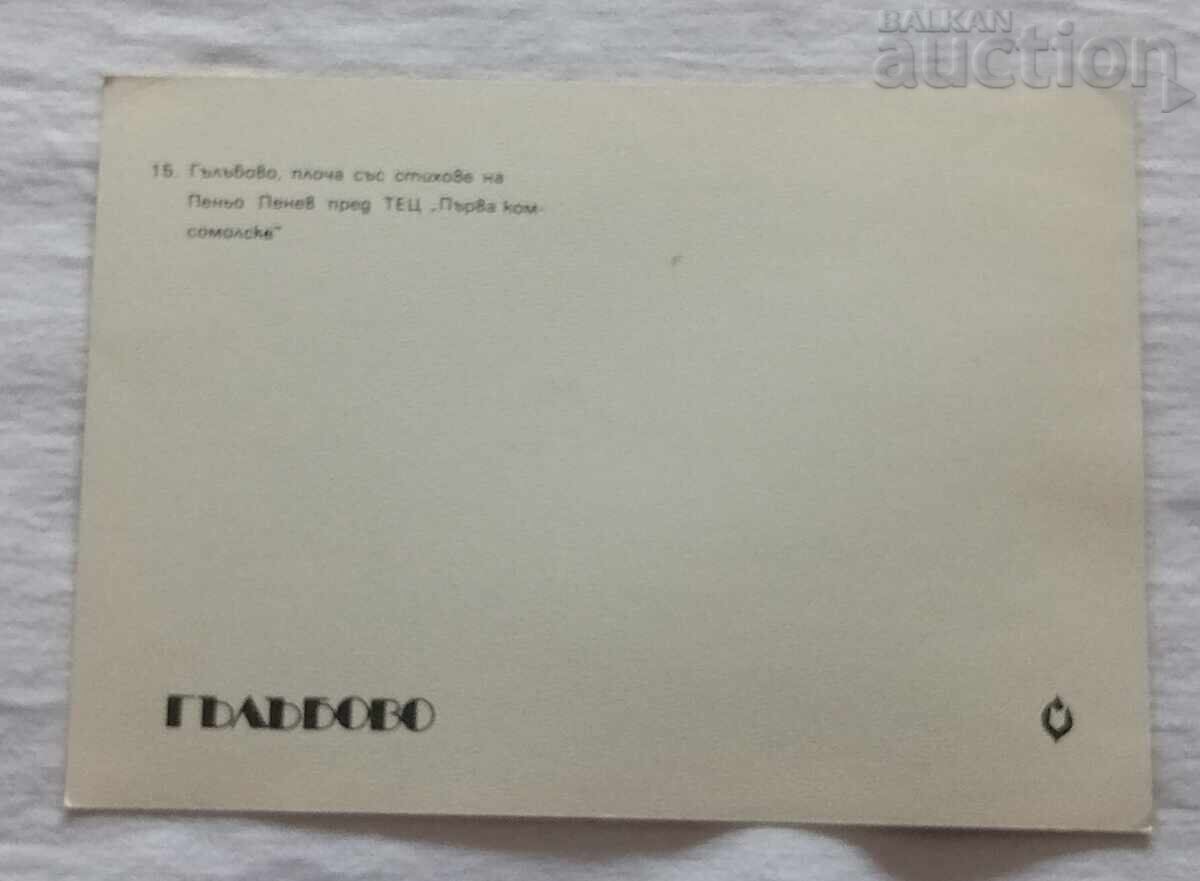 BALKAN
auction
15. Гълъбово, плоча със стихове на
Пеньо Пенев пред ТЕЦ „Първа ком-
сомолска“
ГЪЛЪБОВО